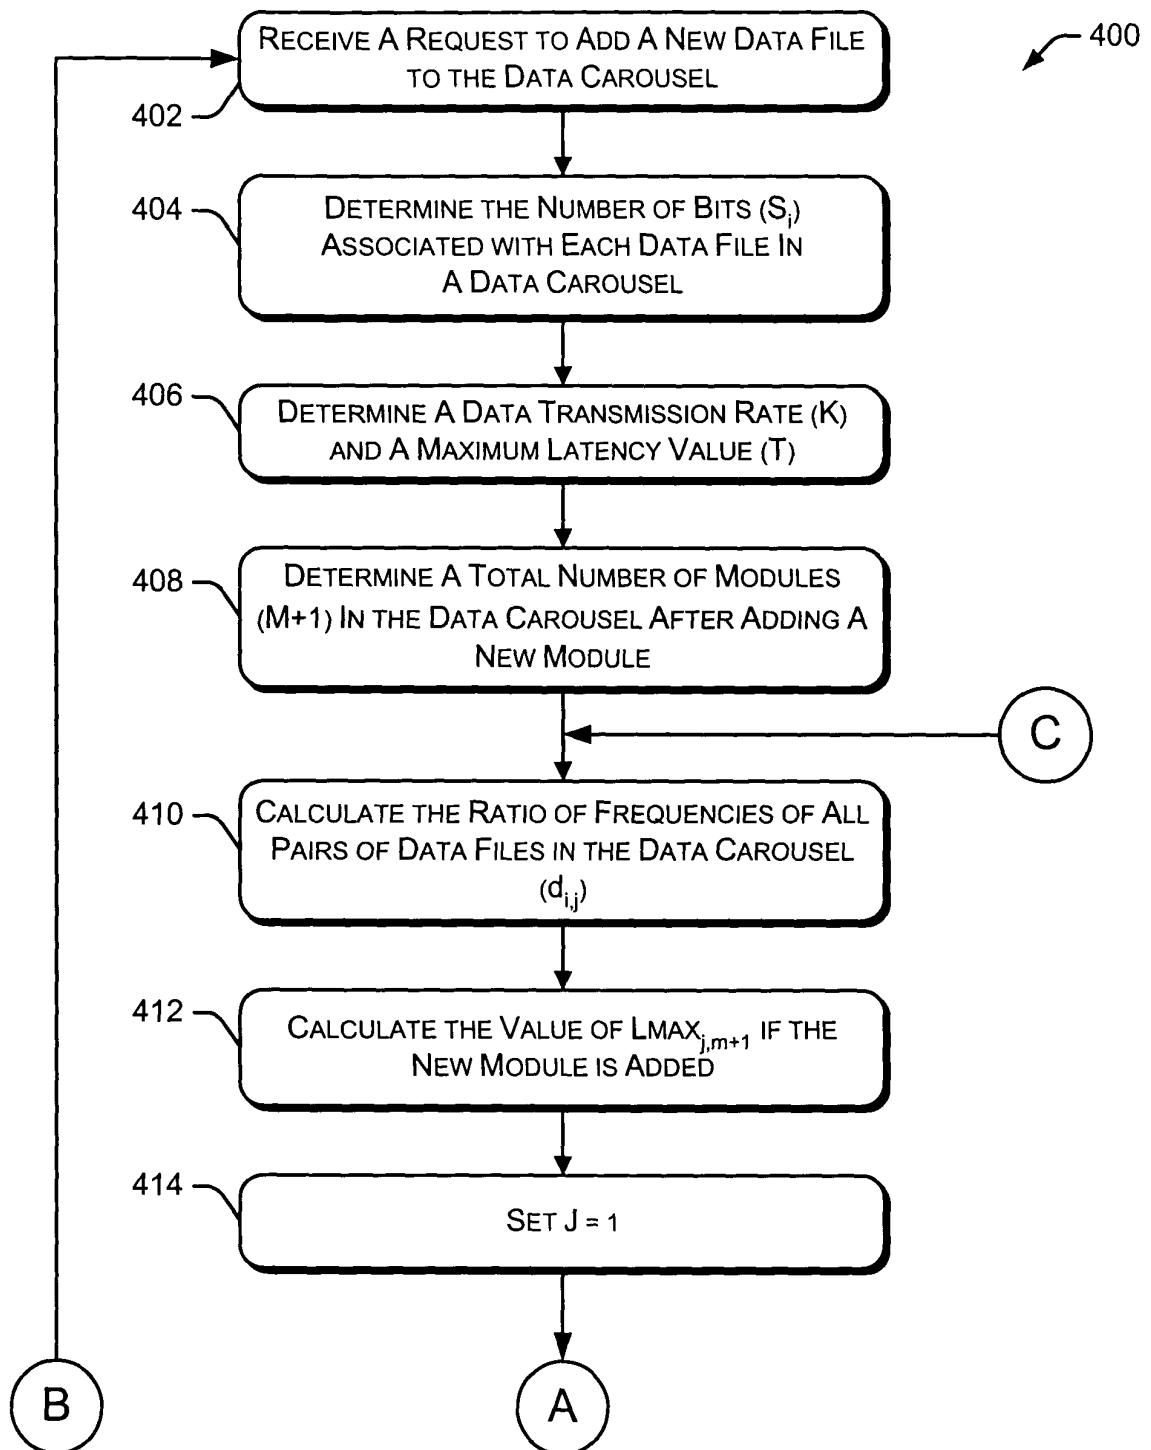 RECEIVE A REQUEST TO ADD A NEW DATA FILE
TO THE DATA CAROUSEL
400
402
404
DETERMINE THE NUMBER OF BITS (Si)
ASSOCIATED WITH EACH DATA FILE IN
A DATA CAROUSEL
406
DETERMINE A DATA TRANSMISSION RATE (K)
AND A MAXIMUM LATENCY VALUE (T)
408
DETERMINE A TOTAL NUMBER OF MODULES
(M+1) IN THE DATA CAROUSEL AFTER ADDING A
NEW MODULE
C
410
CALCULATE THE RATIO OF FREQUENCIES OF ALL
PAIRS OF DATA FILES IN THE DATA CAROUSEL
(di,j)
412
CALCULATE THE VALUE OF LMAXj,m+1 IF THE
NEW MODULE IS ADDED
414
SET J = 1
B
A